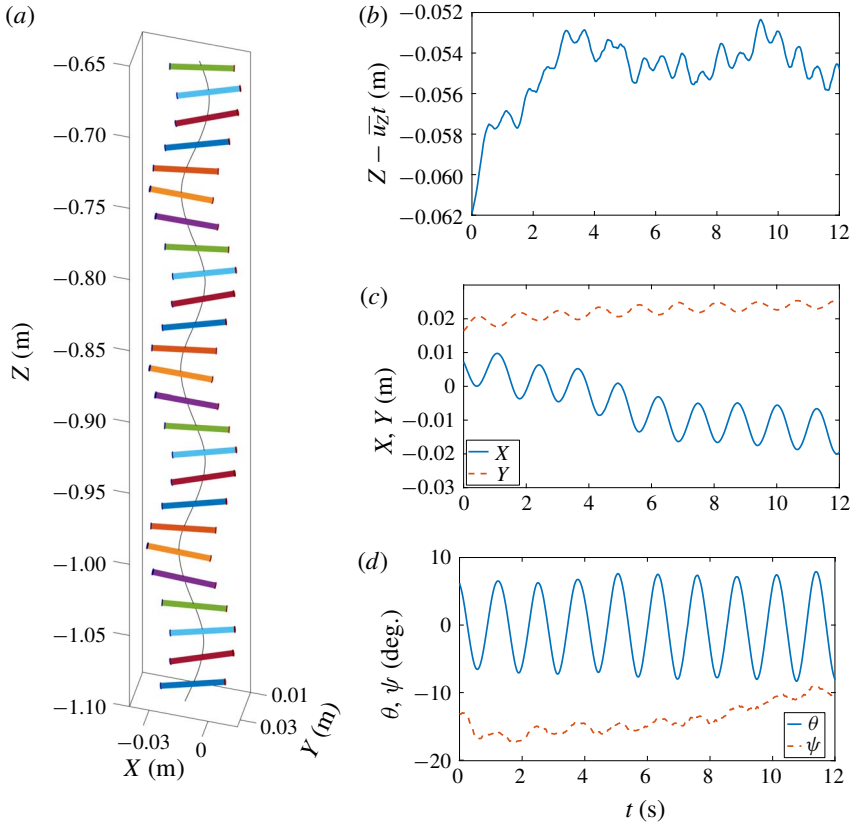 (a)
−0.65
−0.70
−0.75
−0.80
−0.85
−0.90
−0.95
−1.00
−1.05
−1.10
Z (m)
−0.03
0
X (m)
0.01
0.03
Y (m)
(b)
−0.052
−0.054
−0.056
−0.058
−0.060
−0.062
Z − u̅Zt (m)
0 2 4 6 8 10 12
(c)
0.02
0.01
0
−0.01
−0.02
−0.03
X, Y (m)
X
Y
0 2 4 6 8 10 12
(d)
10
0
−10
−20
θ, ψ (deg.)
θ
ψ
0 2 4 6 8 10 12
t (s)